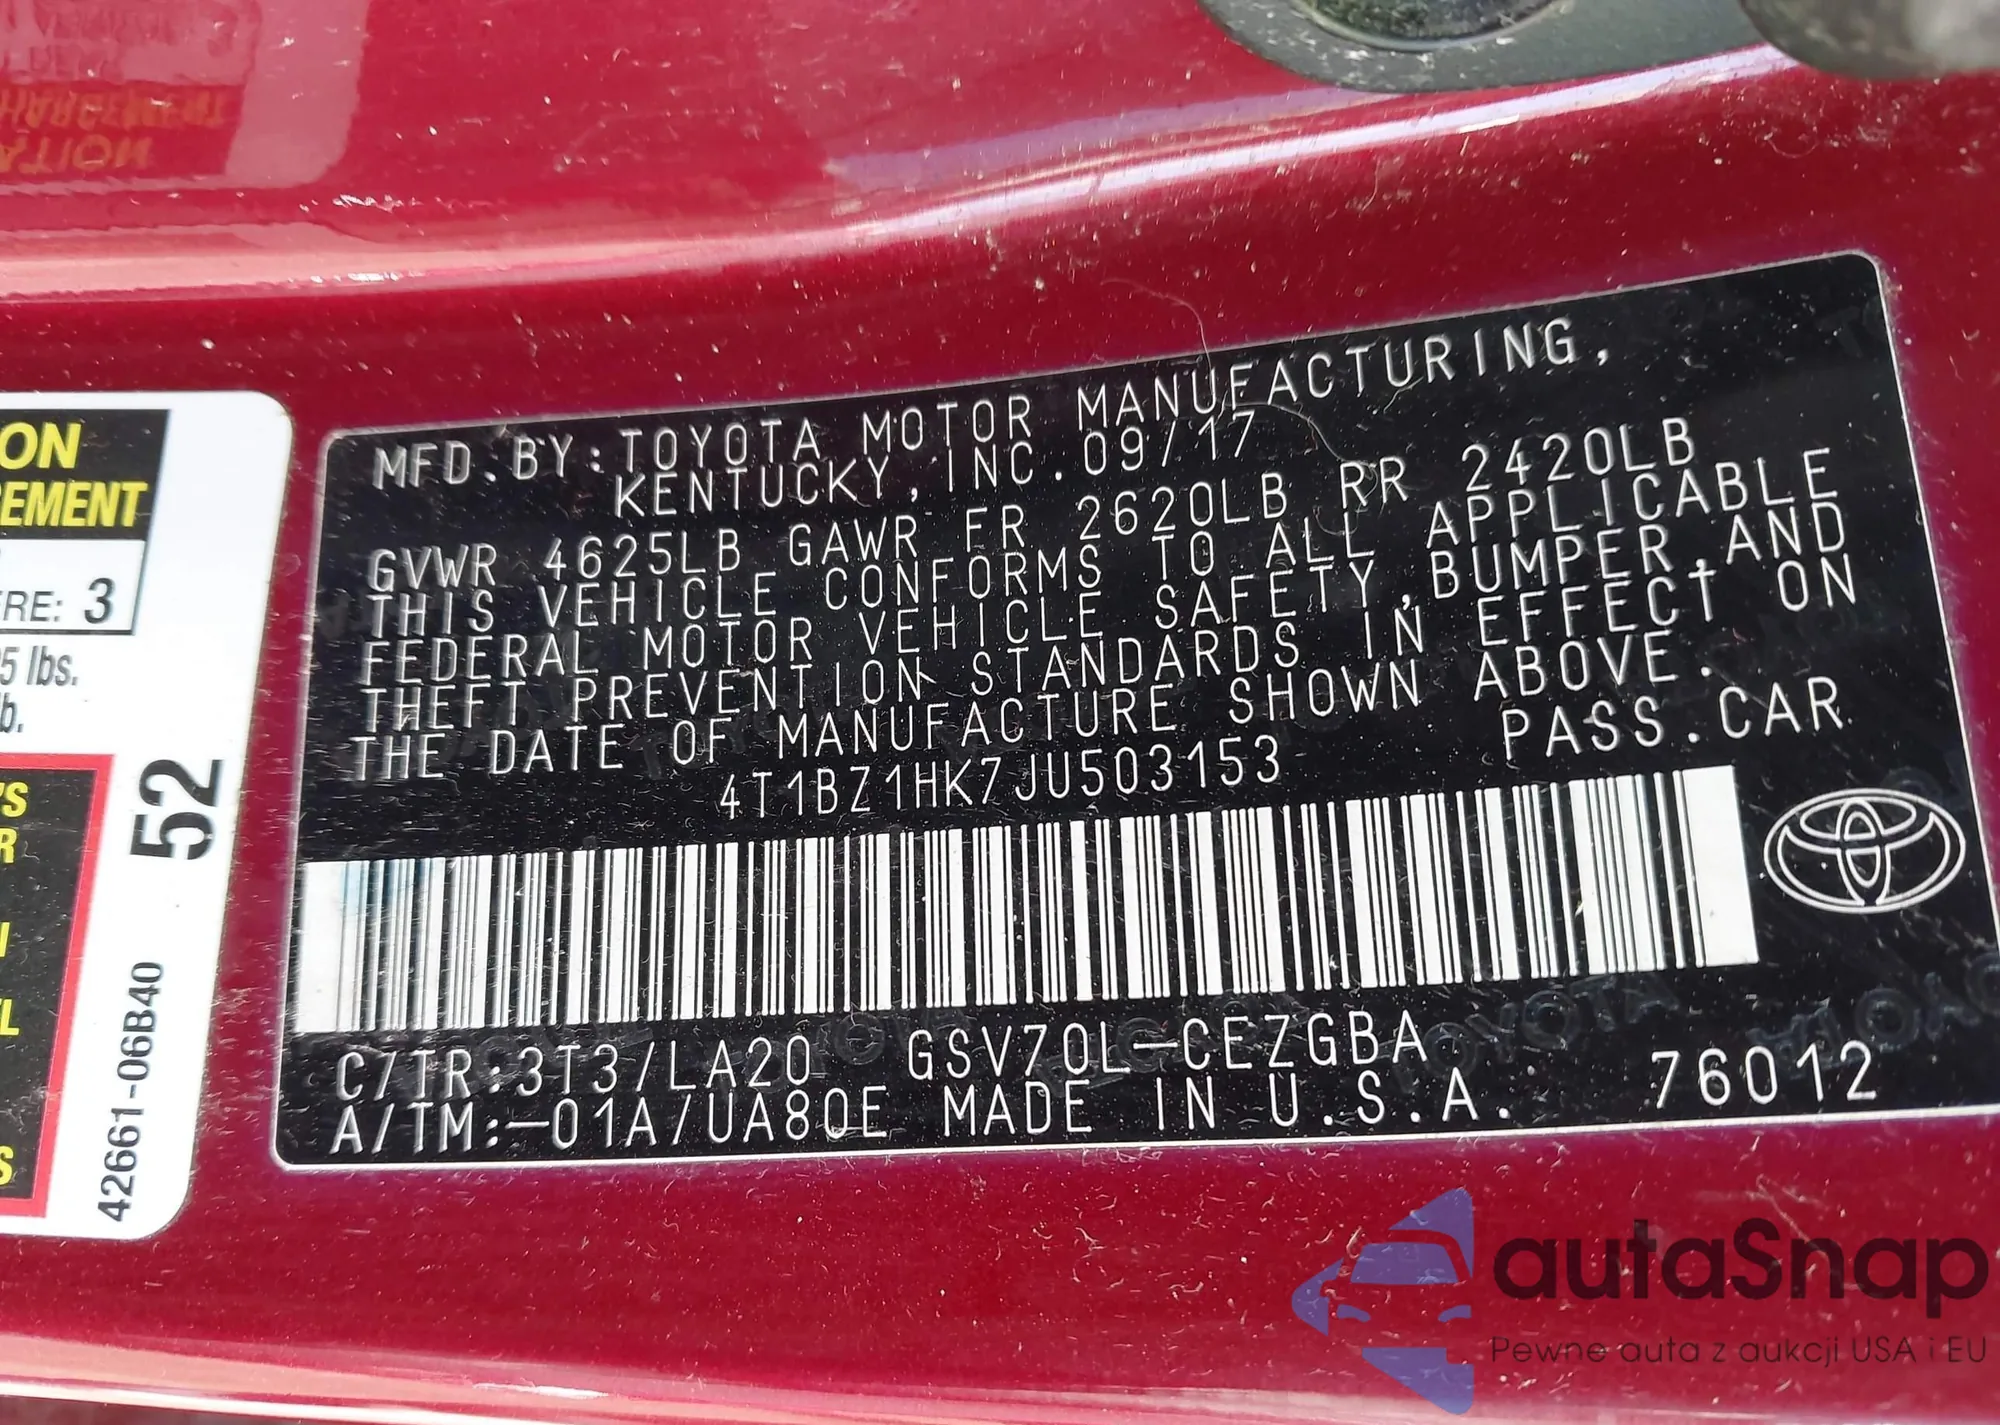 ON
CEMENT
3
5 lbs.
b.
'S
R
TL
S
52
42661-06B40
MFD.BY:TOYOTA MOTOR MANUFACTURING,
KENTUCKY,INC.09/17
GVWR 4625LB GAWR FR 2620LB RR 2420LB
THIS VEHICLE CONFORMS TO ALL APPLICABLE
FEDERAL MOTOR VEHICLE SAFETY,BUMPER,AND
THEFT PREVENTION STANDARDS IN EFFECT ON
THE DATE OF MANUFACTURE SHOWN ABOVE.
4T1BZ1HK7JU503153 PASS.CAR
C/TR:3T3/LA20 GSV70L-CEZGBA
A/TM:-01A/UA80E MADE IN U.S.A. 76012
autaSnap
Pewne auta z aukcji USA i EU